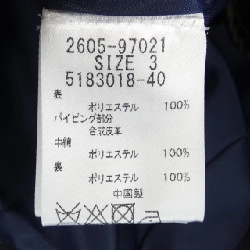 2605-97021
SIZE 3
5183018-40
表
ポリエステル 100%
パイピング部分
合成皮革
中綿
ポリエステル 100%
裏
ポリエステル 100%
中国製